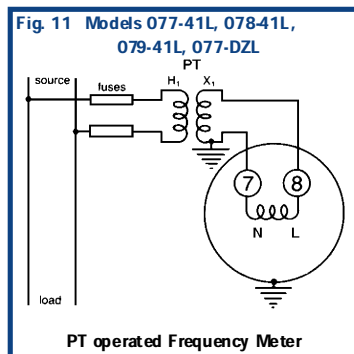 Fig. 11 Models 077-41L, 078-41L,
079-41L, 077-DZL
PT
source
fuses
H1
X1
7
8
N
L
load
PT operated Frequency Meter